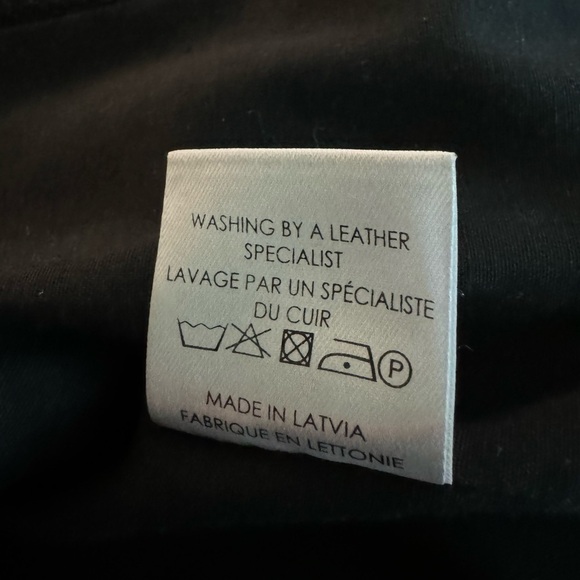 WASHING BY A LEATHER
SPECIALIST
LAVAGE PAR UN SPÉCIALISTE
DU CUIR
P
MADE IN LATVIA
FABRIQUE EN LETTONIE